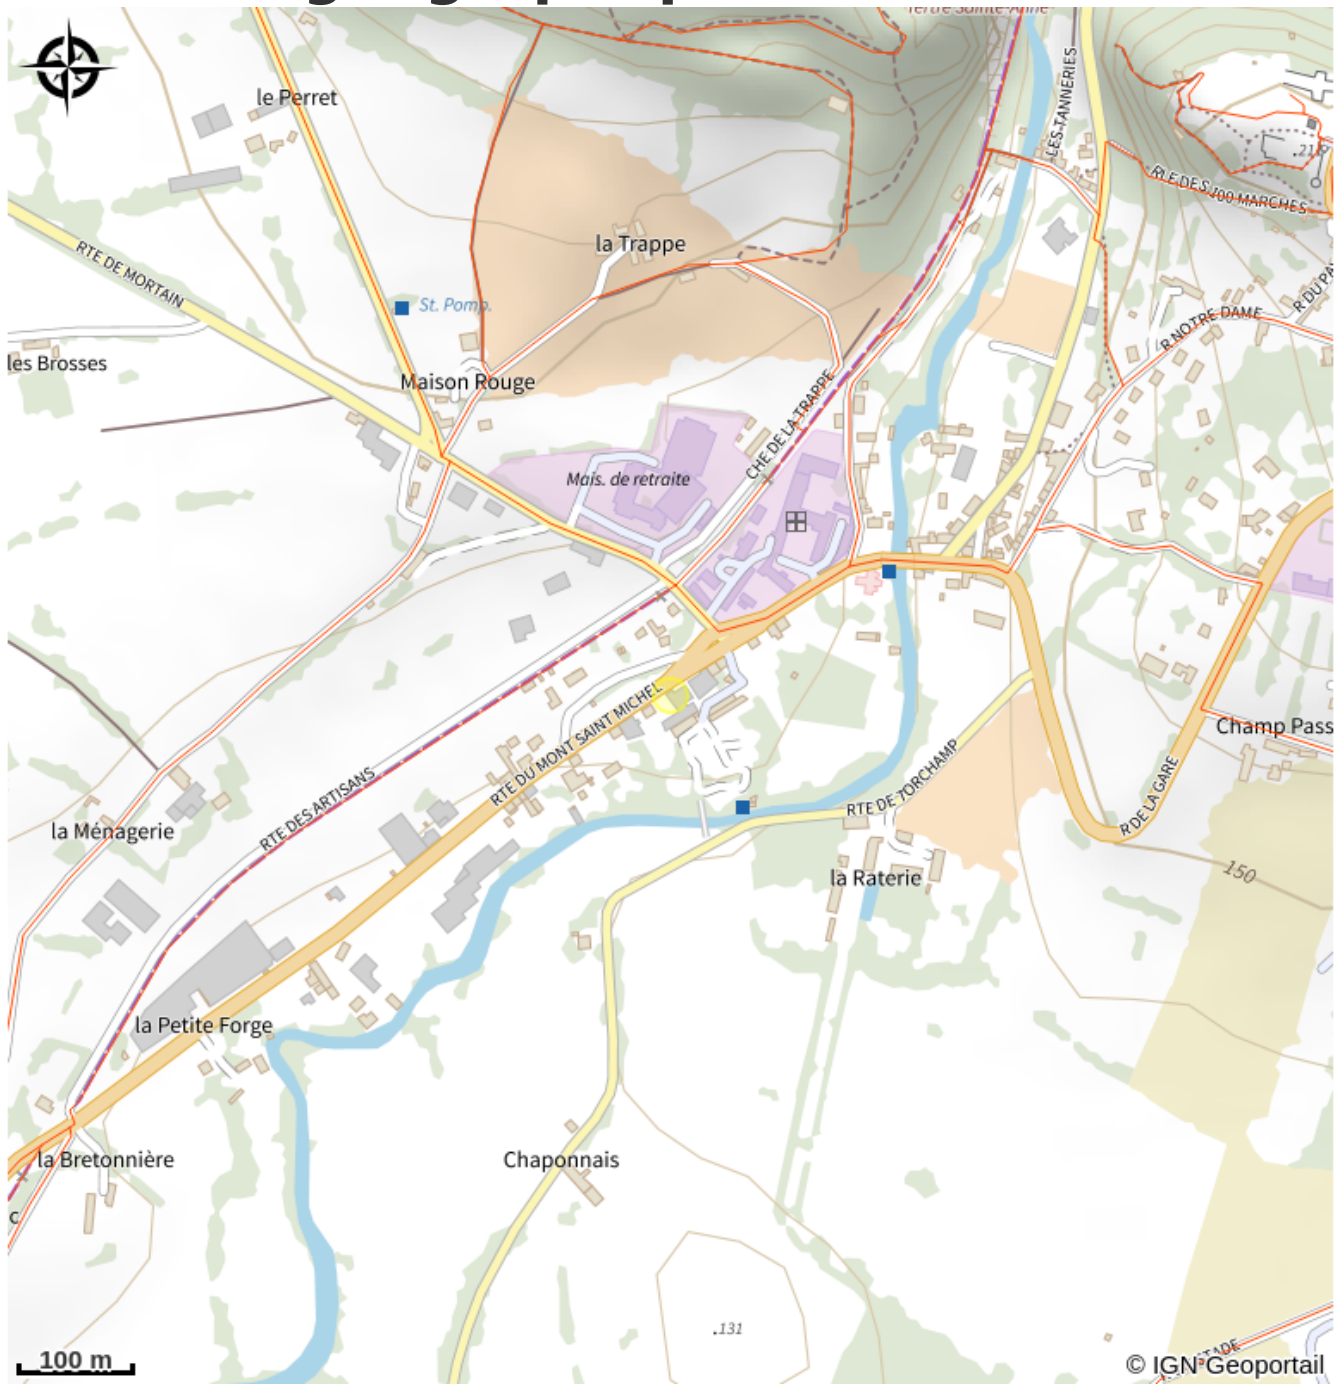 Tertre Sainte-Anne
le Perret
LES TANNERIES
RLE DES 100 MARCHES
la Trappe
RTE DE MORTAIN
St. Pomp.
R NOTRE DAME
les Brosses
Maison Rouge
CHE DE LA TRAPPE
Mais. de retraite
RTE DU MONT SAINT MICHEL
Champ Pass
RTE DES ARTISANS
RTE DE TORCHAMP
R DE LA GARE
la Ménagerie
la Raterie
150
la Petite Forge
la Bretonnière
Chaponnais
c
.131
100 m
© IGN-Geoportail